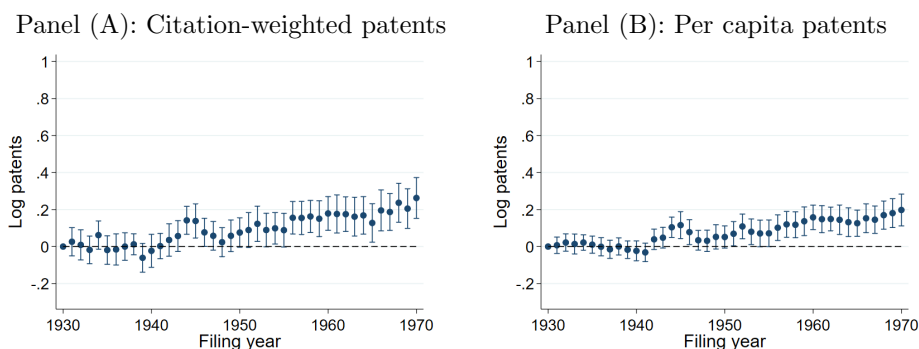 Panel (A): Citation-weighted patents
Log patents
1
.8
.6
.4
.2
0
-.2
1930 1940 1950 1960 1970
Filing year
Panel (B): Per capita patents
Log patents
1
.8
.6
.4
.2
0
-.2
1930 1940 1950 1960 1970
Filing year